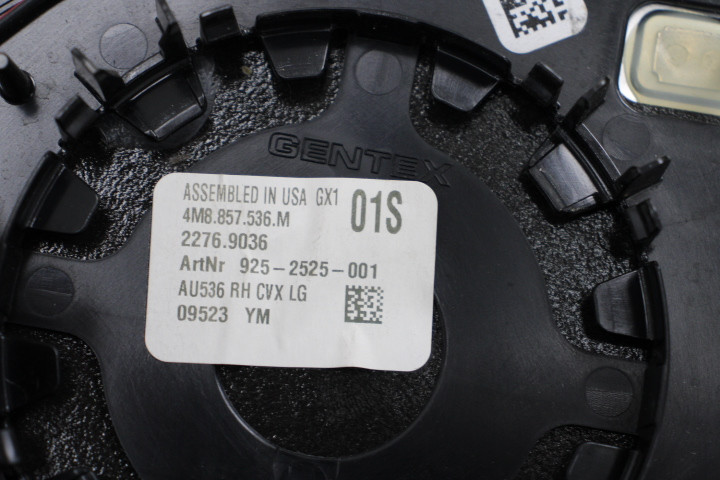 GENTEX
ASSEMBLED IN USA GX1
01S
4M8.857.536.M
2276.9036
ArtNr 925-2525-001
AU536 RH CVX LG
09523 YM